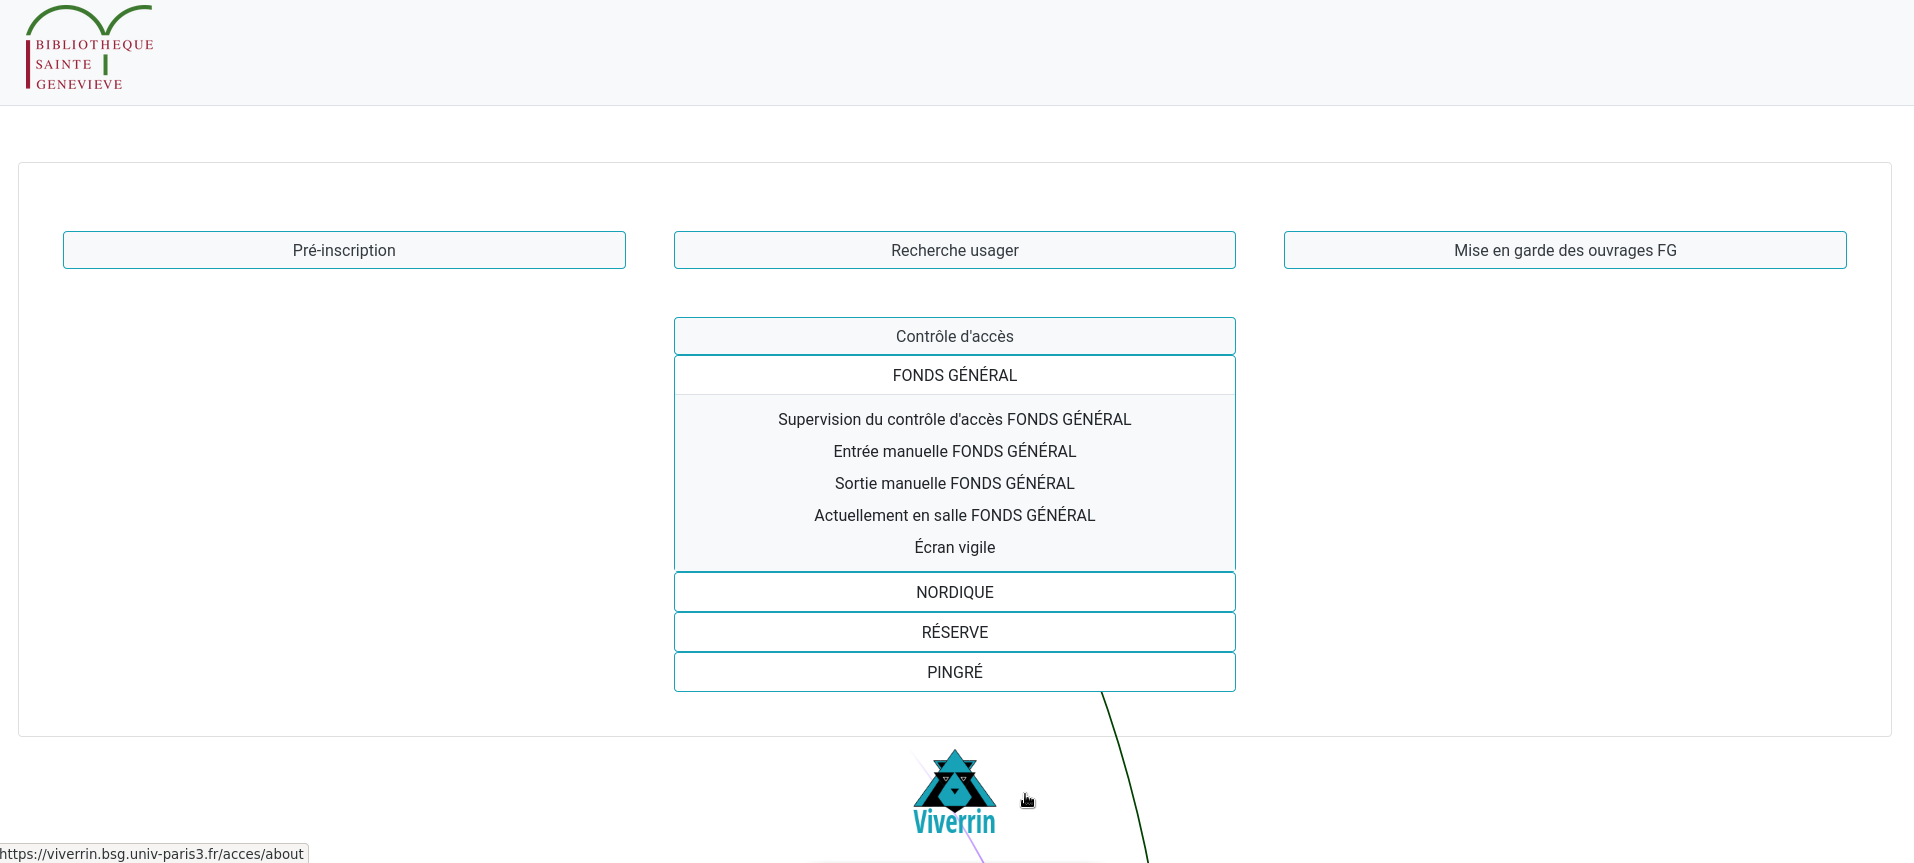 BIBLIOTHEQUE
SAINTE
GENEVIEVE
Pré-inscription
Recherche usager
Mise en garde des ouvrages FG
Contrôle d'accès
FONDS GÉNÉRAL
Supervision du contrôle d'accès FONDS GÉNÉRAL
Entrée manuelle FONDS GÉNÉRAL
Sortie manuelle FONDS GÉNÉRAL
Actuellement en salle FONDS GÉNÉRAL
Écran vigile
NORDIQUE
RÉSERVE
PINGRÉ
Viverrin
https://viverrin.bsg.univ-paris3.fr/acces/about